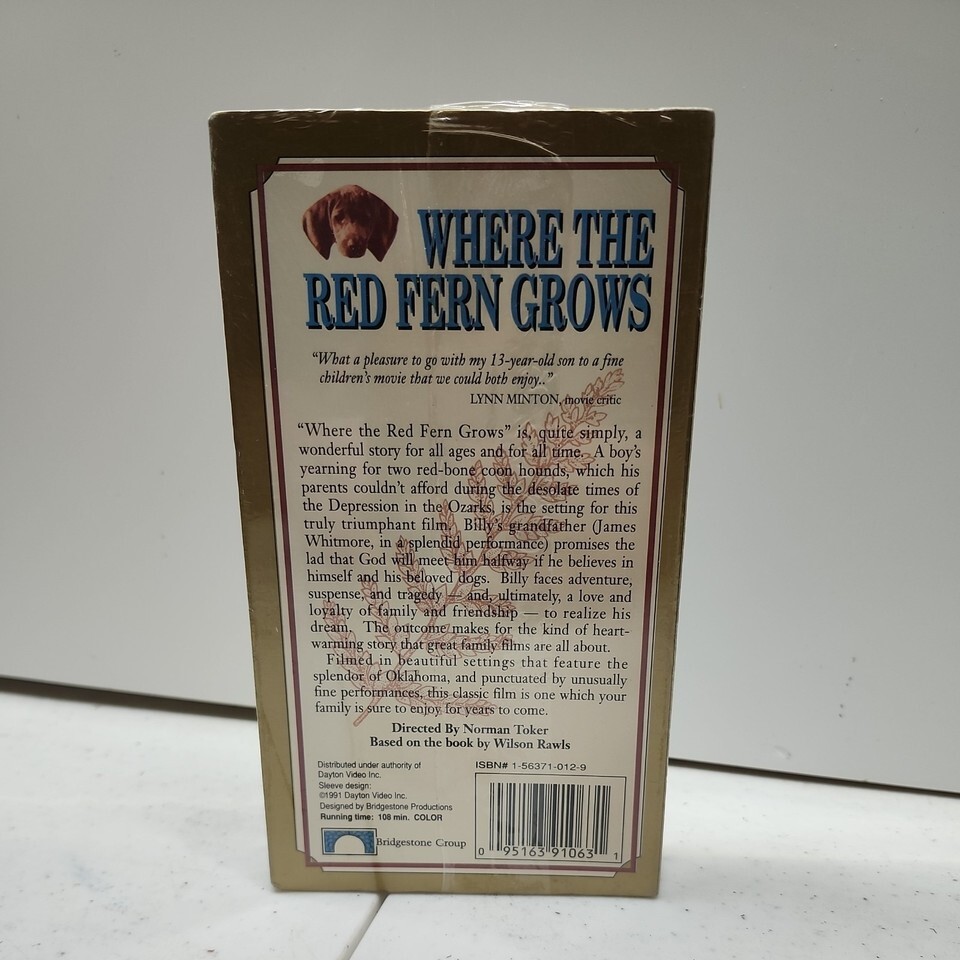 WHERE THE
RED FERN GROWS
“What a pleasure to go with my 13-year-old son to a fine
children’s movie that we could both enjoy..”
LYNN MINTON, movie critic
“Where the Red Fern Grows” is, quite simply, a
wonderful story for all ages and for all time. A boy’s
yearning for two red-bone coon hounds, which his
parents couldn’t afford during the desolate times of
the Depression in the Ozarks, is the setting for this
truly triumphant film. Billy’s grandfather (James
Whitmore, in a splendid performance) promises the
lad that God will meet him halfway if he believes in
himself and his beloved dogs. Billy faces adventure,
suspense, and tragedy — and, ultimately, a love and
loyalty of family and friendship — to realize his
dream. The outcome makes for the kind of heart-
warming story that great family films are all about.
Filmed in beautiful settings that feature the
splendor of Oklahoma, and punctuated by unusually
fine performances, this classic film is one which your
family is sure to enjoy for years to come.
Directed By Norman Toker
Based on the book by Wilson Rawls
Distributed under authority of
Dayton Video Inc.
Sleeve design:
©1991 Dayton Video Inc.
Designed by Bridgestone Productions
Running time: 108 min. COLOR
Bridgestone Group
ISBN# 1-56371-012-9
0 95163 91063 1